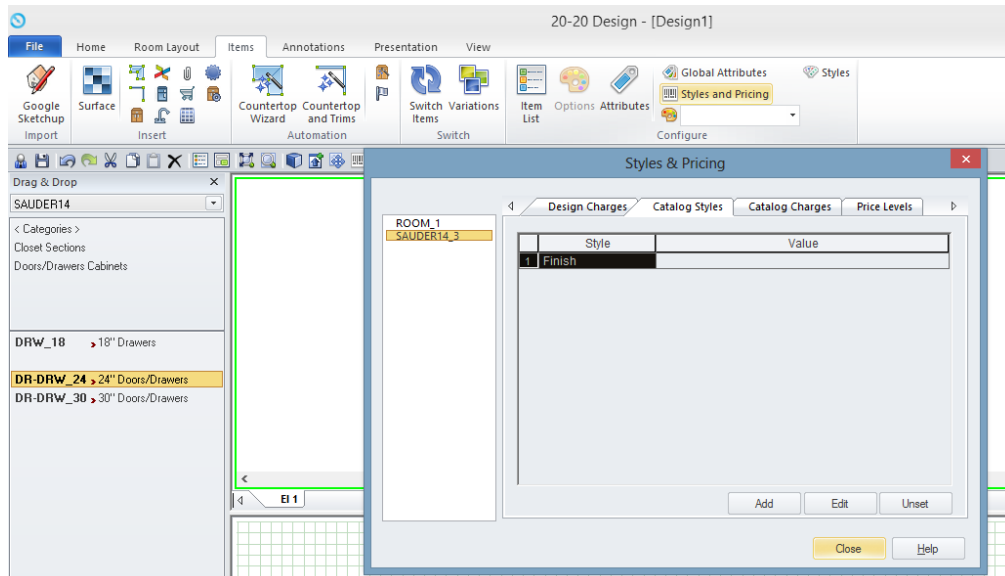 20-20 Design - [Design1]
File Home Room Layout Items Annotations Presentation View
Google Sketchup
Surface
Countertop Wizard
Countertop and Trims
Switch Items
Variations
Item List
Options
Attributes
Global Attributes
Styles and Pricing
Styles
Import Insert Automation Switch Configure
Drag & Drop X
SAUDER14
< Categories >
Closet Sections
Doors/Drawers Cabinets
DRW_18 18" Drawers
DR-DRW_24 24" Doors/Drawers
DR-DRW_30 30" Doors/Drawers
El 1
Styles & Pricing
ROOM_1
SAUDER14_3
Design Charges Catalog Styles Catalog Charges Price Levels
Style Value
1 Finish
Add Edit Unset
Close Help